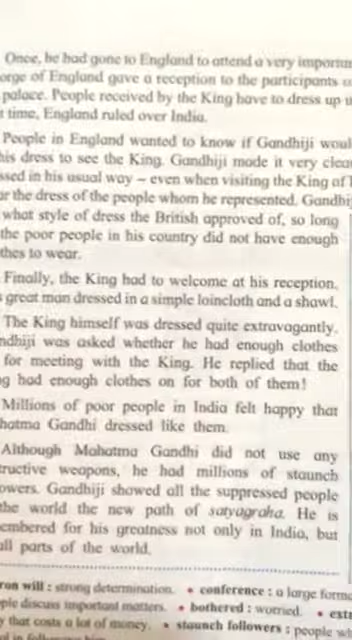 Once, he had gone to England to attend a very importan
orge of England gave a reception to the participants
palace. People received by the King have to dress up
t time, England ruled over India.
People in England wanted to know if Gandhiji woul
his dress to see the King. Gandhiji made it very clear
ssed in his usual way – even when visiting the King of
ar the dress of the people whom he represented. Gandhi
what style of dress the British approved of, so long
the poor people in his country did not have enough
thes to wear.
Finally, the King had to welcome at his reception,
great man dressed in a simple loincloth and a shawl.
The King himself was dressed quite extravagantly.
ndhiji was asked whether he had enough clothes
for meeting with the King. He replied that the
g had enough clothes on for both of them!
Millions of poor people in India felt happy that
hatma Gandhi dressed like them.
Although Mahatma Gandhi did not use any
tructive weapons, he had millions of staunch
owers. Gandhiji showed all the suppressed people
the world the new path of satyagraha. He is
embered for his greatness not only in India, but
all parts of the world.
ron will : strong determination. • conference : a large forma
ple discuss important matters. • bothered : worried. • extr
y that costs a lot of money. • staunch followers : people